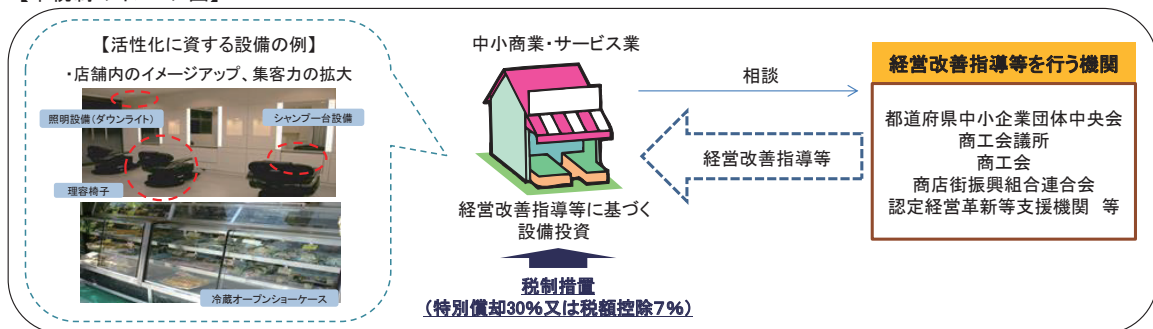 【活性化に資する設備の例】
・店舗内のイメージアップ、集客力の拡大
照明設備(ダウンライト)
シャンプー台設備
理容椅子
冷蔵オープンショーケース
中小商業・サービス業
経営改善指導等に基づく
設備投資
税制措置
(特別償却30%又は税額控除7%)
相談
経営改善指導等
経営改善指導等を行う機関
都道府県中小企業団体中央会
商工会議所
商工会
商店街振興組合連合会
認定経営革新等支援機関 等